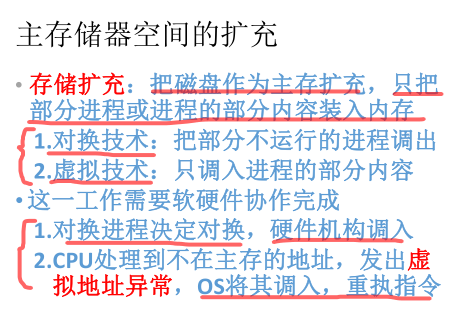 主存储器空间的扩充
• 存储扩充：把磁盘作为主存扩充，只把
部分进程或进程的部分内容装入内存
1.对换技术：把部分不运行的进程调出
2.虚拟技术：只调入进程的部分内容
• 这一工作需要软硬件协作完成
1.对换进程决定对换，硬件机构调入
2.CPU处理到不在主存的地址，发出虚
拟地址异常，OS将其调入，重执指令